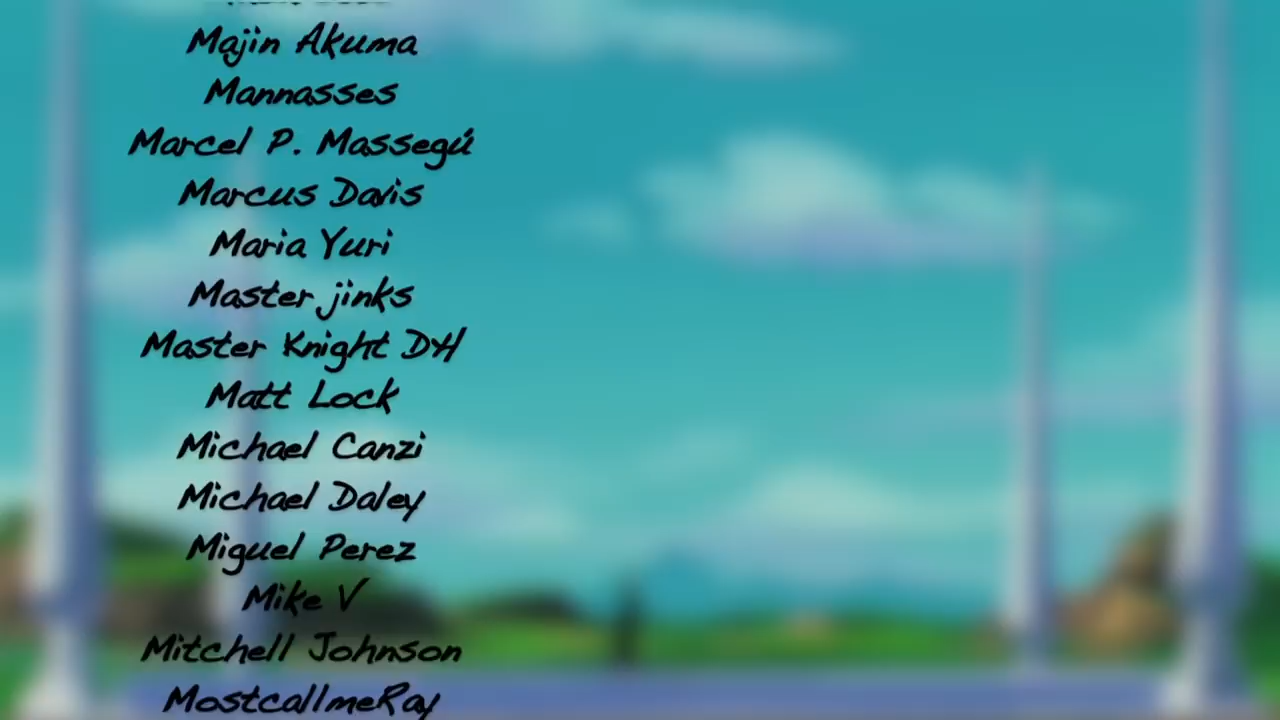 Majin Akuma
Mannasses
Marcel P. Massegú
Marcus Davis
Maria Yuri
Master jinks
Master Knight DH
Matt Lock
Michael Canzi
Michael Daley
Miguel Perez
Mike V
Mitchell Johnson
MostcallmeRay